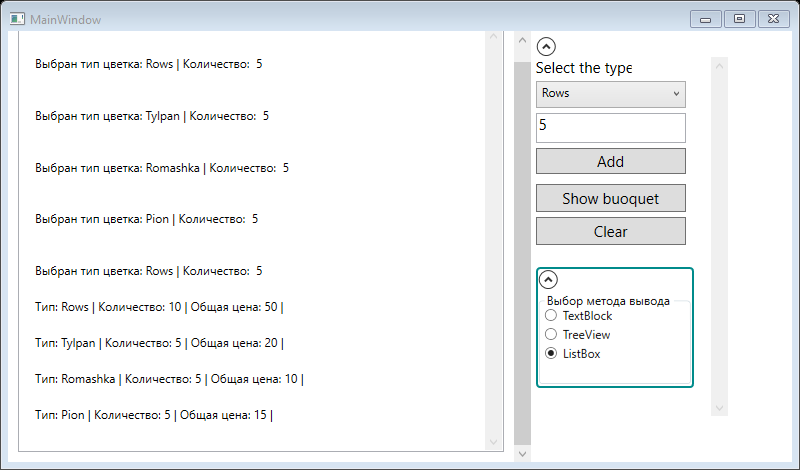 MainWindow
Выбран тип цветка: Rows | Количество:  5
Выбран тип цветка: Tylpan | Количество:  5
Выбран тип цветка: Romashka | Количество:  5
Выбран тип цветка: Pion | Количество:  5
Выбран тип цветка: Rows | Количество:  5
Тип: Rows | Количество: 10 | Общая цена: 50 |
Тип: Tylpan | Количество: 5 | Общая цена: 20 |
Тип: Romashka | Количество: 5 | Общая цена: 10 |
Тип: Pion | Количество: 5 | Общая цена: 15 |
Select the type
Rows
5
Add
Show buoquet
Clear
Выбор метода вывода
TextBlock
TreeView
ListBox